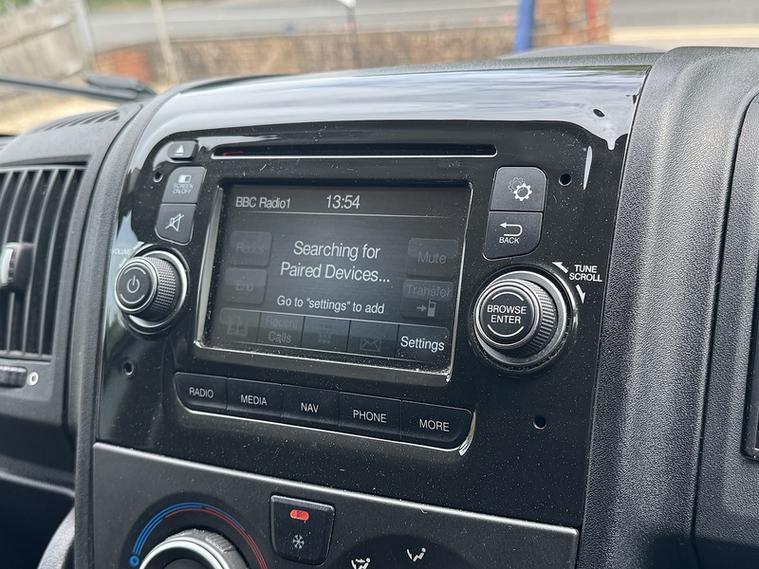 SCREEN
ON/OFF
BBC Radio1 13:54
Searching for
Paired Devices...
Go to "settings" to add
Mute
End
Transfer
Recent
Calls
Settings
BACK
VOLUME
TUNE
SCROLL
BROWSE
ENTER
RADIO
MEDIA
NAV
PHONE
MORE